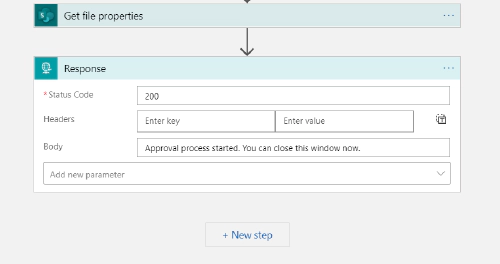 Get file properties
Response
*Status Code
200
Headers
Enter key
Enter value
Body
Approval process started. You can close this window now.
Add new parameter
+ New step